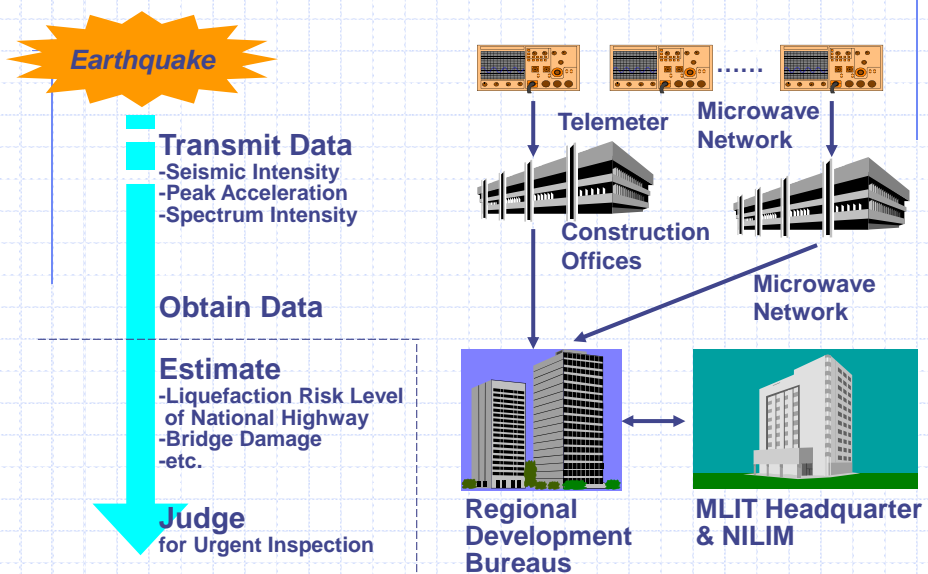 Earthquake
Transmit Data
-Seismic Intensity
-Peak Acceleration
-Spectrum Intensity
Obtain Data
Estimate
-Liquefaction Risk Level
of National Highway
-Bridge Damage
-etc.
Judge
for Urgent Inspection
......
Telemeter
Microwave
Network
Construction
Offices
Microwave
Network
Regional
Development
Bureaus
MLIT Headquarter
& NILIM